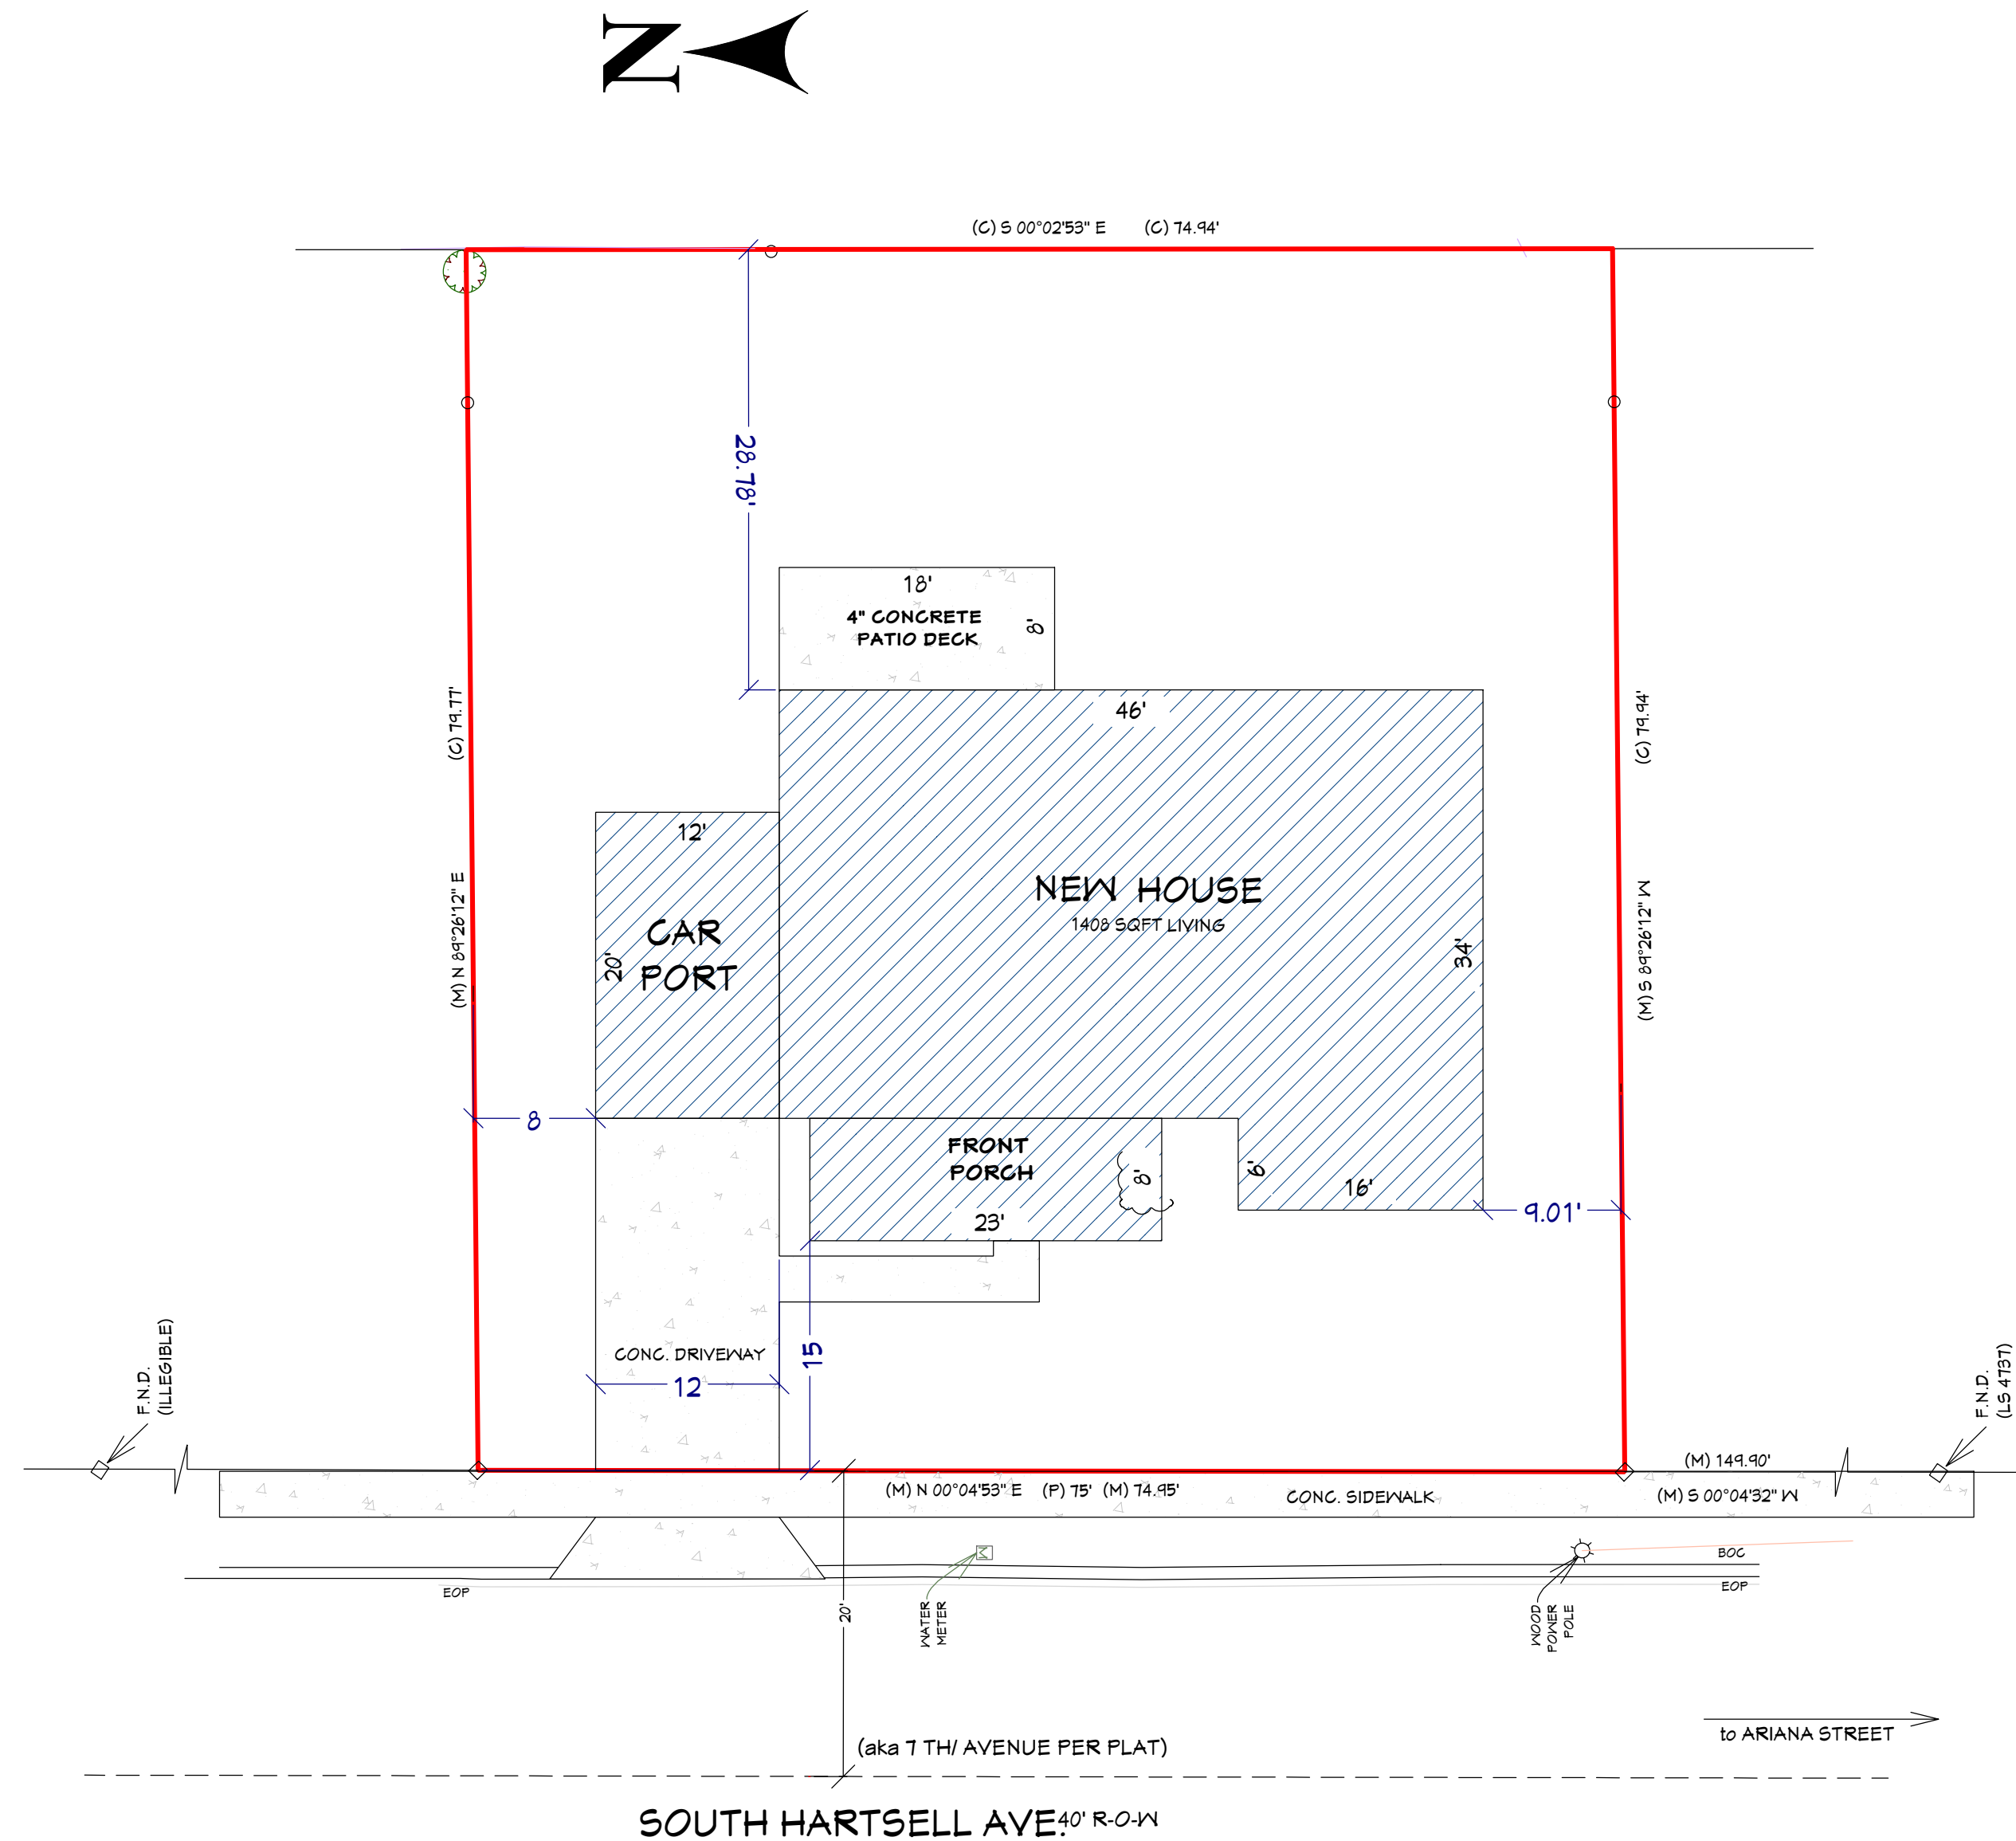 N
(C) S 00°02'53" E (C) 74.94'
28.78'
18'
4" CONCRETE
PATIO DECK
8'
46'
(C) 79.77'
(C) 79.94'
12'
NEW HOUSE
1408 SQFT LIVING
CAR
PORT
20'
34'
(M) N 89°26'12" E
(M) S 89°26'12" W
8
FRONT
PORCH
8'
6'
16'
23'
9.01'
CONC. DRIVEWAY
15
12
F.N.D.
(ILLEGIBLE)
F.N.D.
(LS 4737)
(M) 149.90'
(M) N 00°04'53" E (P) 75' (M) 74.95'
CONC. SIDEWALK
(M) S 00°04'32" W
M
BOC
EOP
EOP
20'
WATER
METER
WOOD
POWER
POLE
to ARIANA STREET
(aka 7 TH/ AVENUE PER PLAT)
SOUTH HARTSELL AVE. 40' R-O-W